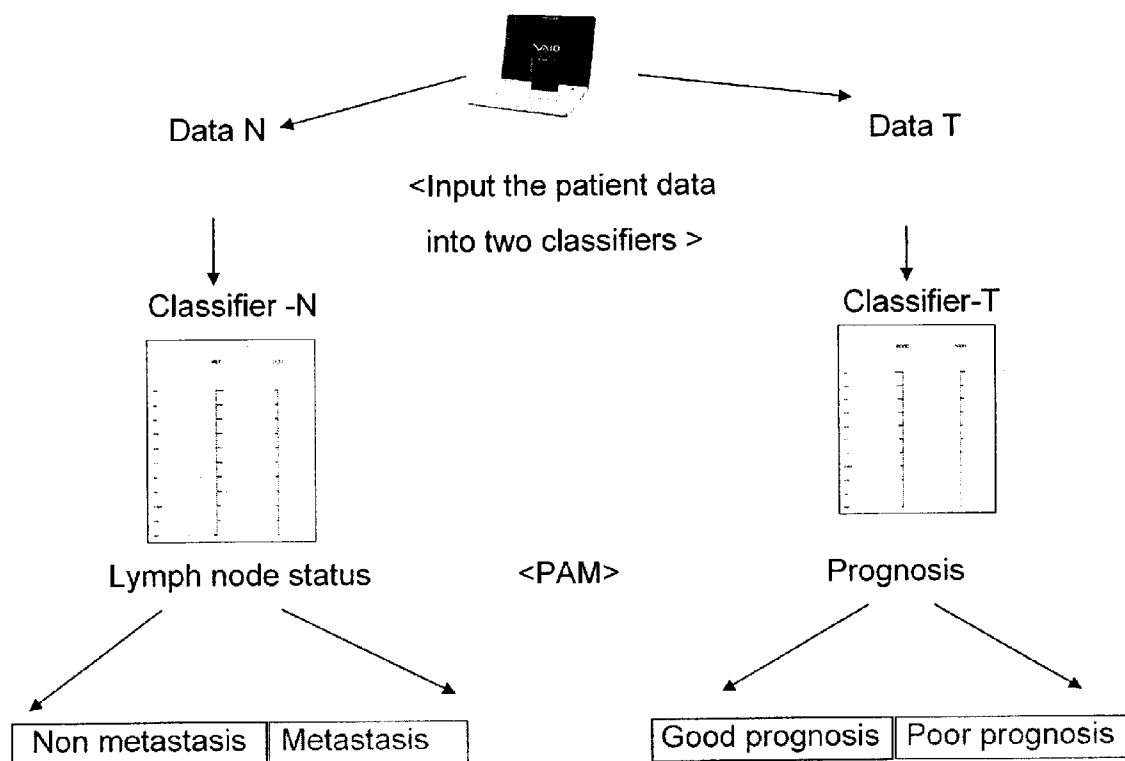 VAIO
Data N
Data T
<Input the patient data
into two classifiers >
Classifier -N
Classifier-T
Lymph node status
<PAM>
Prognosis
Non metastasis
Metastasis
Good prognosis
Poor prognosis